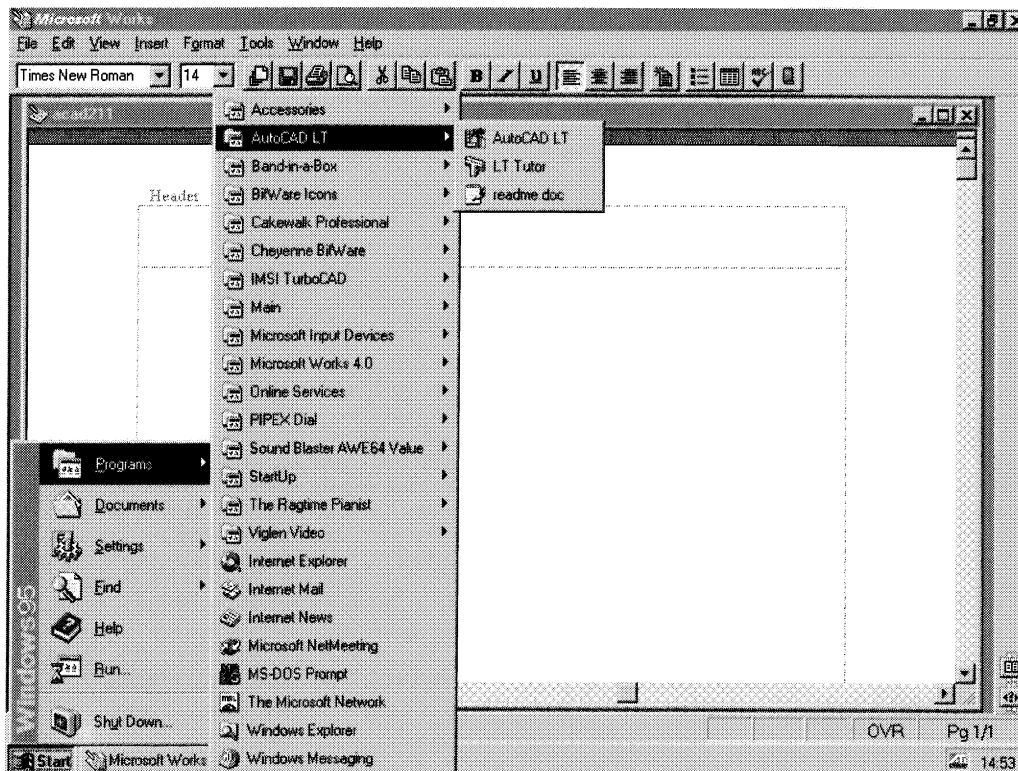 Microsoft Works
File Edit View Insert Format Tools Window Help
Times New Roman 14 B I U
acad211
Header
Accessories
AutoCAD LT
Band-in-a-Box
BitWare Icons
Cakewalk Professional
Cheyenne BitWare
IMSI TurboCAD
Main
Microsoft Input Devices
Microsoft Works 4.0
Online Services
PIPEX Dial
Sound Blaster AWE64 Value
StartUp
The Ragtime Pianist
Viglen Video
Internet Explorer
Internet Mail
Internet News
Microsoft NetMeeting
MS-DOS Prompt
The Microsoft Network
Windows Explorer
Windows Messaging
AutoCAD LT
LT Tutor
readme.doc
Programs
Documents
Settings
Find
Help
Run...
Shut Down...
Windows95
OVR Pg 1/1
Start Microsoft Works 14:53